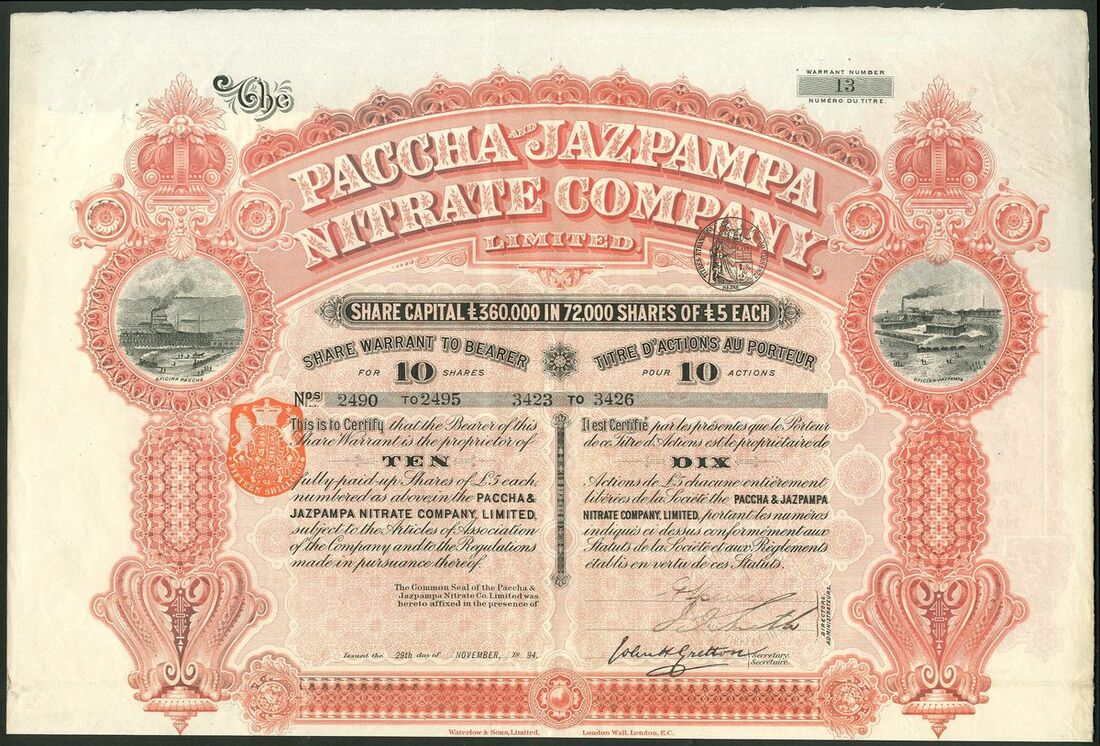 The
WARRANT NUMBER
13
NUMÉRO DU TITRE.
PACCHA AND JAZPAMPA
NITRATE COMPANY,
LIMITED.
SHARE CAPITAL £360,000 IN 72,000 SHARES OF £5 EACH
SHARE WARRANT TO BEARER
FOR 10 SHARES
TITRE D'ACTIONS AU PORTEUR
POUR 10 ACTIONS
OFICINA PACCHA
OFICINA JAZPAMPA
Nos. 2490 TO 2495 3423 TO 3426
This is to Certify that the Bearer of this
Share Warrant is the proprietor of
TEN
fully paid-up Shares of £5 each,
numbered as above, in the PACCHA &
JAZPAMPA NITRATE COMPANY, LIMITED,
subject to the Articles of Association
of the Company and to the Regulations
made in pursuance thereof.
Il est Certifié par les présentes que le Porteur
de ce Titre d'Actions est le propriétaire de
DIX
Actions de £5 chacune entièrement
libérées de la Société the PACCHA & JAZPAMPA
NITRATE COMPANY, LIMITED, portant les numéros
indiqués ci dessus conformément aux
Statuts de la Société et aux Règlements
établis en vertu de ces Statuts.
FIFTEEN SHILLINGS
SEINE
The Common Seal of the Paccha &
Jazpampa Nitrate Co. Limited was
hereto affixed in the presence of
DIRECTORS.
ADMINISTRATEURS.
Issued the 29th day of NOVEMBER, 1894.
John H Gretton
Secretary.
Secrétaire.
Waterlow & Sons, Limited, London Wall, London, E.C.